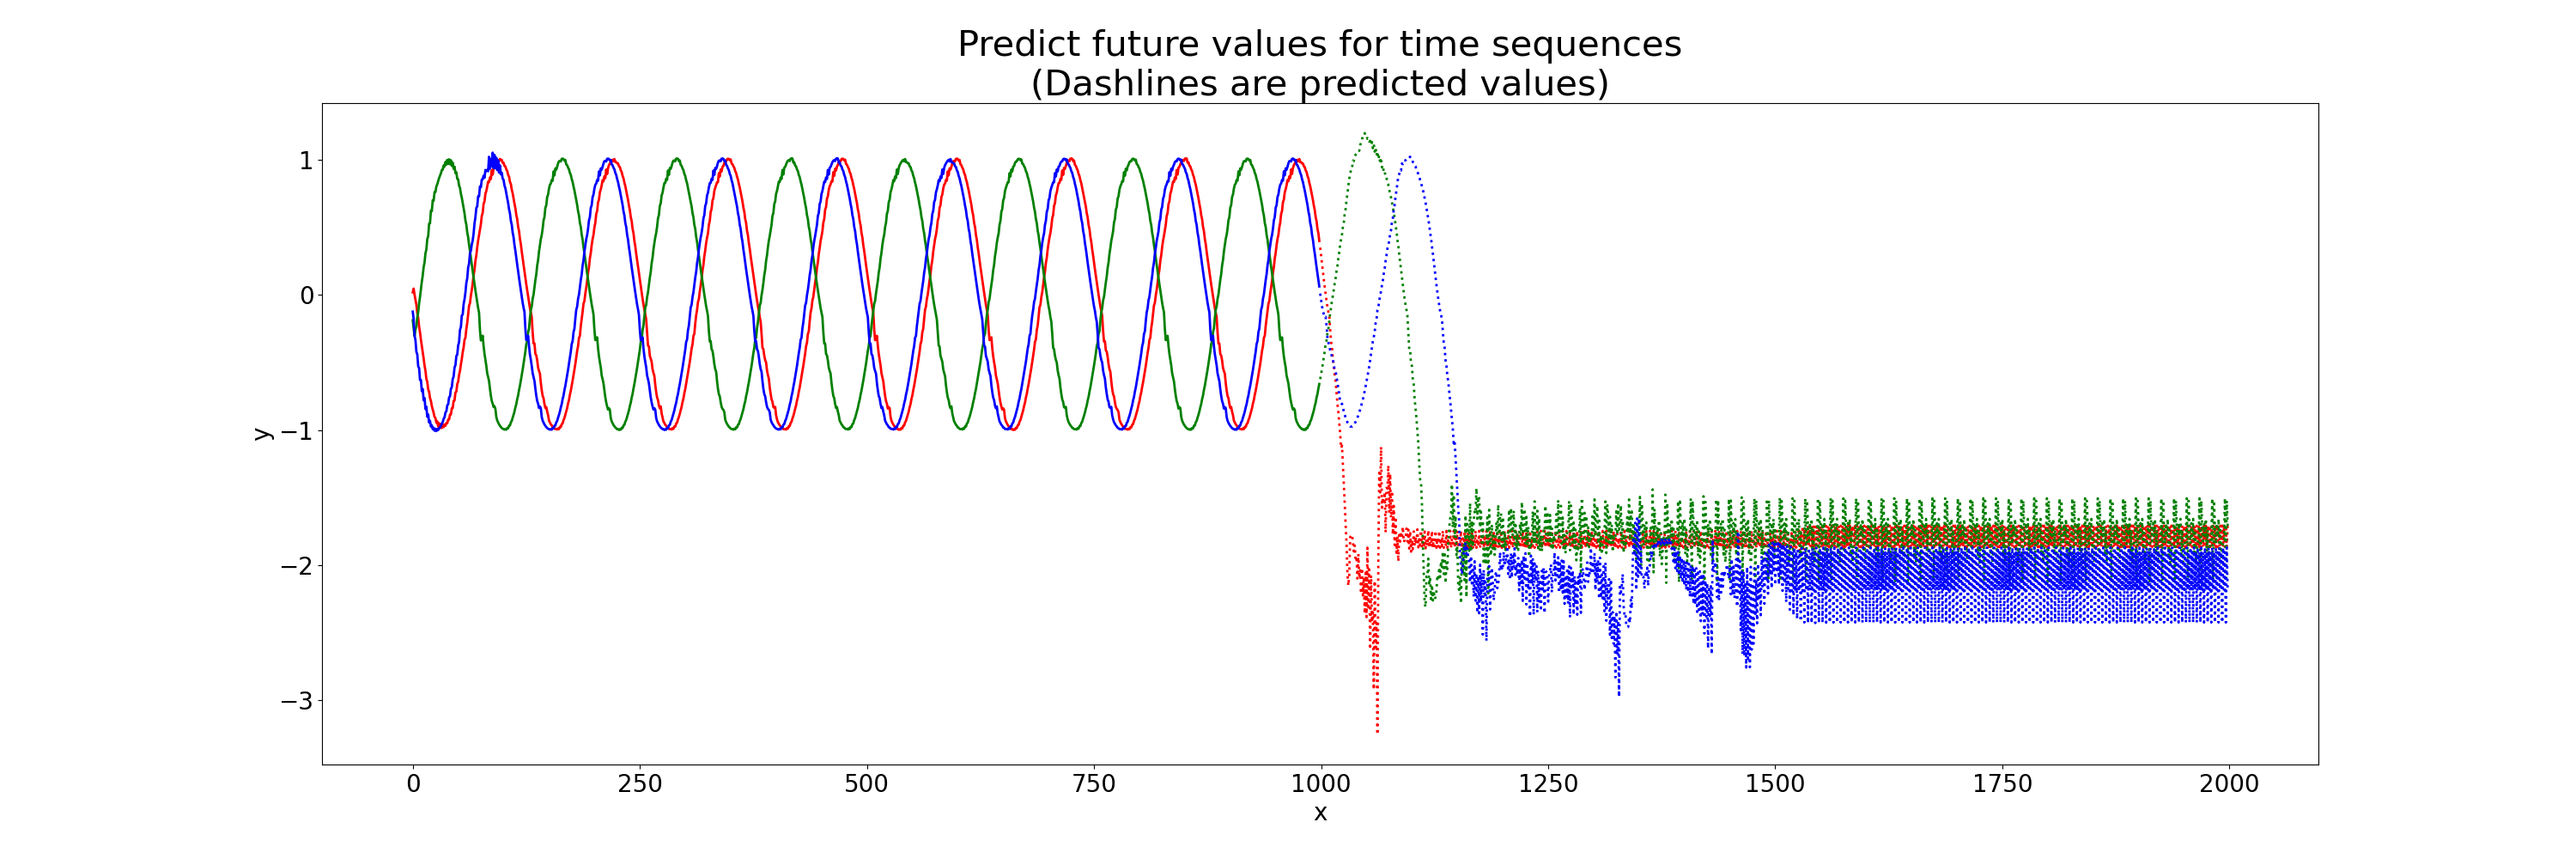 Predict future values for time sequences
(Dashlines are predicted values)
1
0
−1
−2
−3
y
0 250 500 750 1000 1250 1500 1750 2000
x